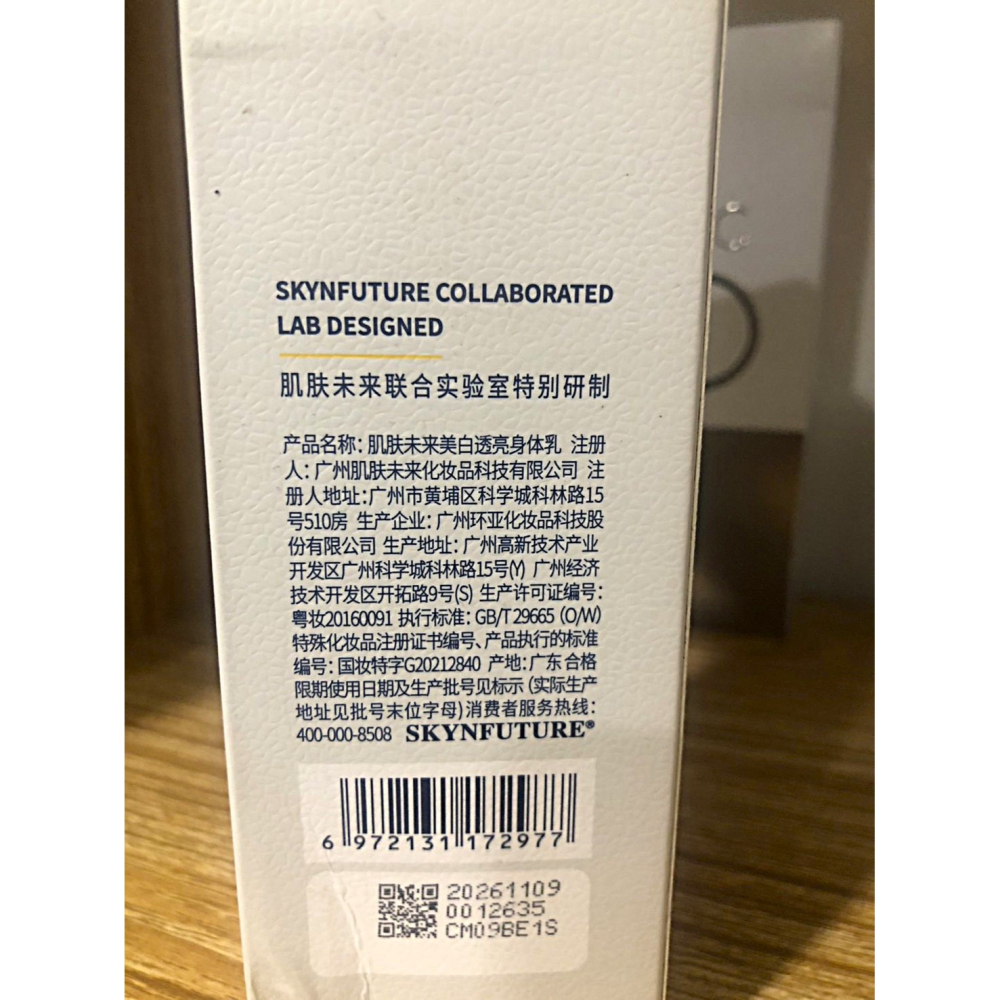 SKYNFUTURE COLLABORATED
LAB DESIGNED
肌肤未来联合实验室特别研制
产品名称：肌肤未来美白透亮身体乳 注册
人：广州肌肤未来化妆品科技有限公司 注
册人地址：广州市黄埔区科学城科林路15
号510房 生产企业：广州环亚化妆品科技股
份有限公司 生产地址：广州高新技术产业
开发区广州科学城科林路15号(Y) 广州经济
技术开发区开拓路9号(S) 生产许可证编号：
粤妆20160091 执行标准：GB/T 29665 (O/W)
特殊化妆品注册证书编号、产品执行的标准
编号：国妆特字G20212840 产地：广东 合格
限期使用日期及生产批号见标示 (实际生产
地址见批号末位字母) 消费者服务热线：
400-000-8508 SKYNFUTURE®
6 972131 172977
20261109
0012635
CM09BE1S